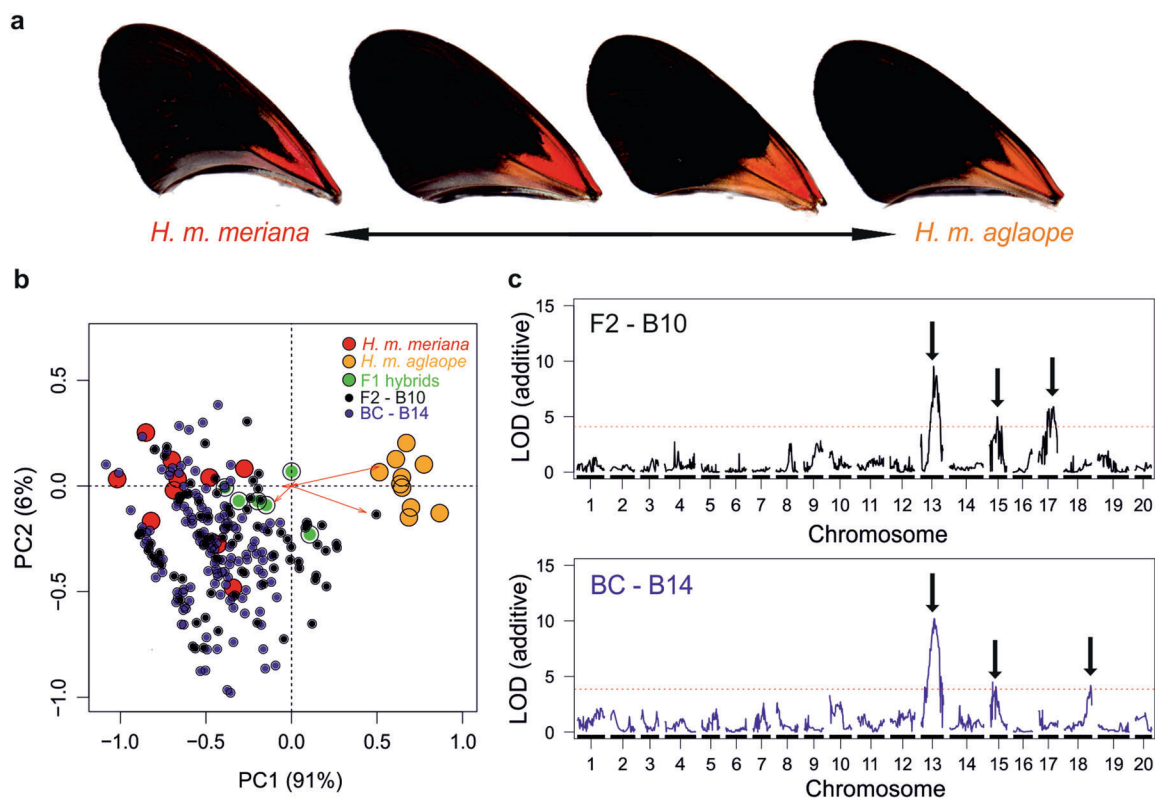 a
H. m. meriana
H. m. aglaope
b
H. m. meriana
H. m. aglaope
F1 hybrids
F2 - B10
BC - B14
0.5
0.0
−0.5
−1.0
PC2 (6%)
−1.0 −0.5 0.0 0.5 1.0
PC1 (91%)
c
F2 - B10
15
10
5
0
LOD (additive)
1 2 3 4 5 6 7 8 9 10 11 12 13 14 15 16 17 18 19 20
Chromosome
BC - B14
15
10
5
0
LOD (additive)
1 2 3 4 5 6 7 8 9 10 11 12 13 14 15 16 17 18 19 20
Chromosome